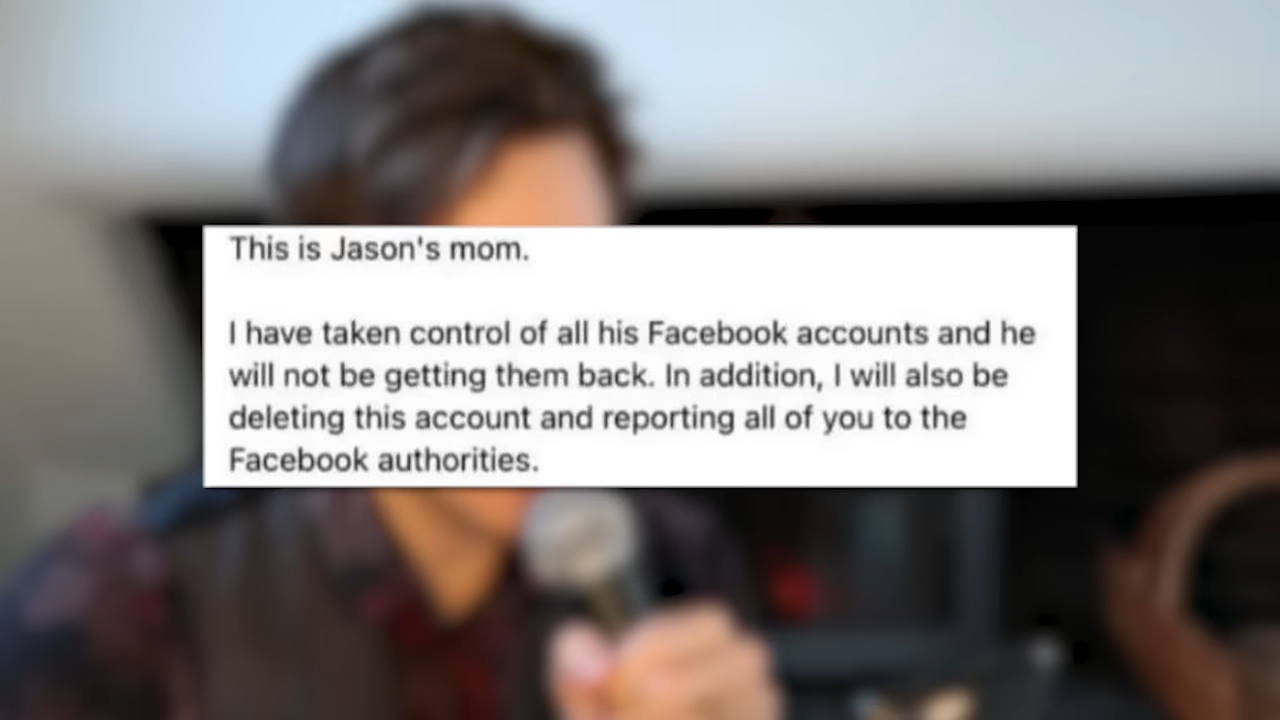 This is Jason's mom.
I have taken control of all his Facebook accounts and he
will not be getting them back. In addition, I will also be
deleting this account and reporting all of you to the
Facebook authorities.